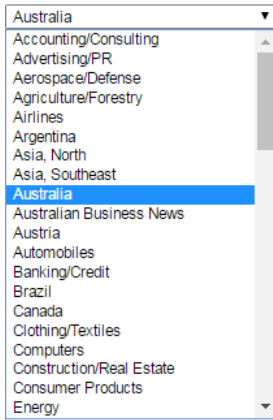 Australia
Accounting/Consulting
Advertising/PR
Aerospace/Defense
Agriculture/Forestry
Airlines
Argentina
Asia, North
Asia, Southeast
Australia
Australian Business News
Austria
Automobiles
Banking/Credit
Brazil
Canada
Clothing/Textiles
Computers
Construction/Real Estate
Consumer Products
Energy